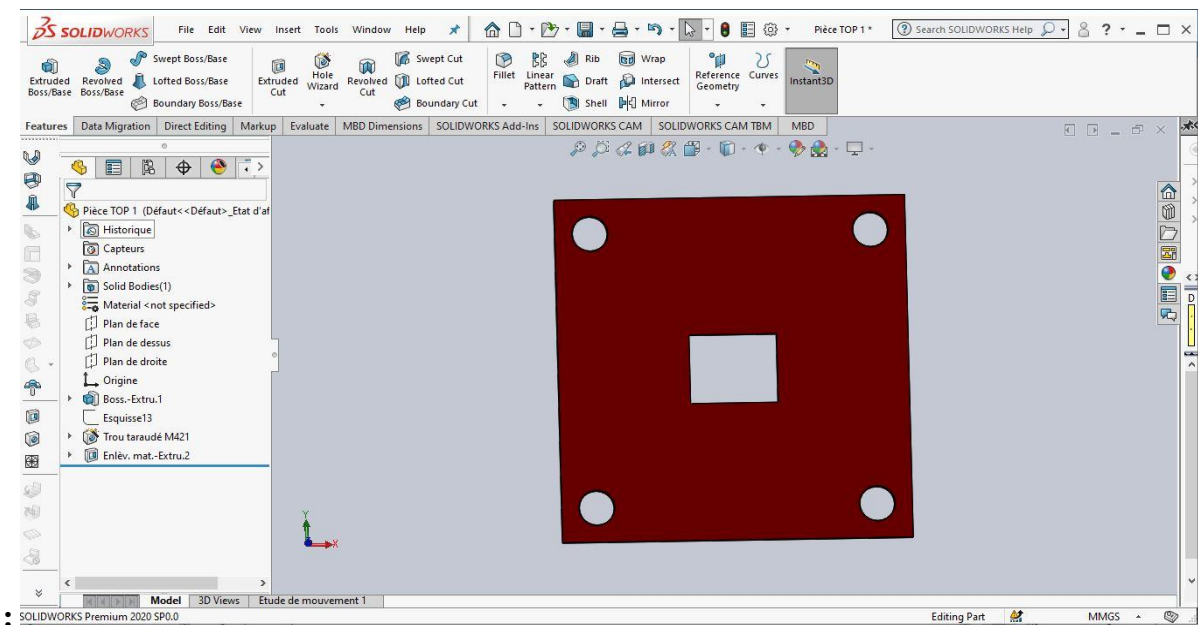 SOLIDWORKS File Edit View Insert Tools Window Help Pièce TOP 1 * Search SOLIDWORKS Help ?
Extruded Boss/Base
Revolved Boss/Base
Swept Boss/Base
Lofted Boss/Base
Boundary Boss/Base
Extruded Cut
Hole Wizard
Revolved Cut
Swept Cut
Lofted Cut
Boundary Cut
Fillet
Linear Pattern
Rib
Draft
Shell
Wrap
Intersect
Mirror
Reference Geometry
Curves
Instant3D
Features Data Migration Direct Editing Markup Evaluate MBD Dimensions SOLIDWORKS Add-Ins SOLIDWORKS CAM SOLIDWORKS CAM TBM MBD
Pièce TOP 1 (Défaut<<Défaut>_Etat d'af
Historique
Capteurs
Annotations
Solid Bodies(1)
Material <not specified>
Plan de face
Plan de dessus
Plan de droite
Origine
Boss.-Extru.1
Esquisse13
Trou taraudé M421
Enlèv. mat.-Extru.2
D
Y
X
Model 3D Views Etude de mouvement 1
: SOLIDWORKS Premium 2020 SP0.0 Editing Part MMGS